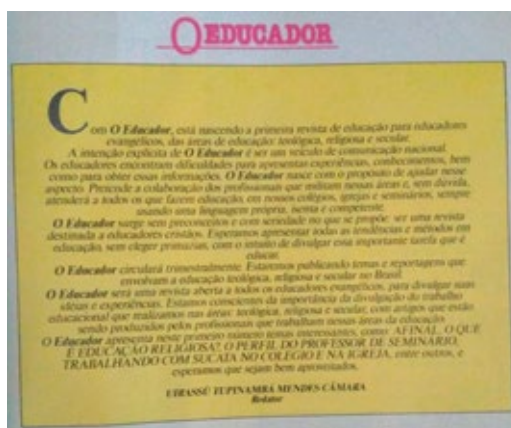 O EDUCADOR
Com O Educador, está nascendo a primeira revista de educação para educadores
evangélicos, das áreas de educação: teológica, religiosa e secular.
A intenção explícita de O Educador é ser um veículo de comunicação nacional.
Os educadores encontram dificuldades para apresentar experiências, conhecimentos, bem
como para obter essas informações. O Educador nasce com o propósito de ajudar nesse
aspecto. Pretende a colaboração dos profissionais que militam nessas áreas e, sem dúvida,
atenderá a todos os que fazem educação, em nossos colégios, igrejas e seminários, sempre
usando uma linguagem própria, isenta e competente.
O Educador surge sem preconceitos e com seriedade no que se propõe: ser uma revista
destinada a educadores cristãos. Esperamos apresentar todas as tendências e métodos em
educação, sem eleger primazias, com o intuito de divulgar esta importante tarefa que é
educar.
O Educador circulará trimestralmente. Estaremos publicando temas e reportagens que
envolvam a educação teológica, religiosa e secular no Brasil.
O Educador será uma revista aberta a todos os educadores evangélicos, para divulgar suas
idéias e experiências. Estamos conscientes da importância da divulgação do trabalho
educacional que realizamos nas áreas: teológica, religiosa e secular, com artigos que estão
sendo produzidos pelos profissionais que trabalham nessas áreas da educação.
O Educador apresenta neste primeiro número temas interessantes, como: AFINAL, O QUE
É EDUCAÇÃO RELIGIOSA?, O PERFIL DO PROFESSOR DE SEMINÁRIO,
TRABALHANDO COM SUCATA NO COLÉGIO E NA IGREJA, entre outros, e
esperamos que sejam bem aproveitados.
UBIRASSÚ TUPINAMBÁ MENDES CÂMARA
Redator